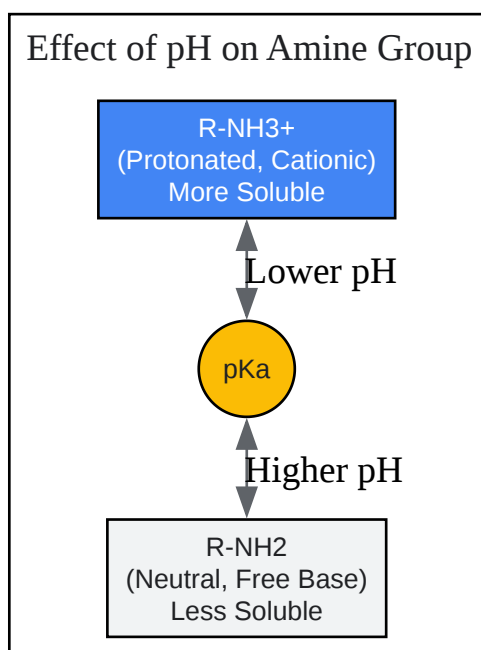 Effect of pH on Amine Group
R-NH3+
(Protonated, Cationic)
More Soluble
Lower pH
pKa
Higher pH
R-NH2
(Neutral, Free Base)
Less Soluble